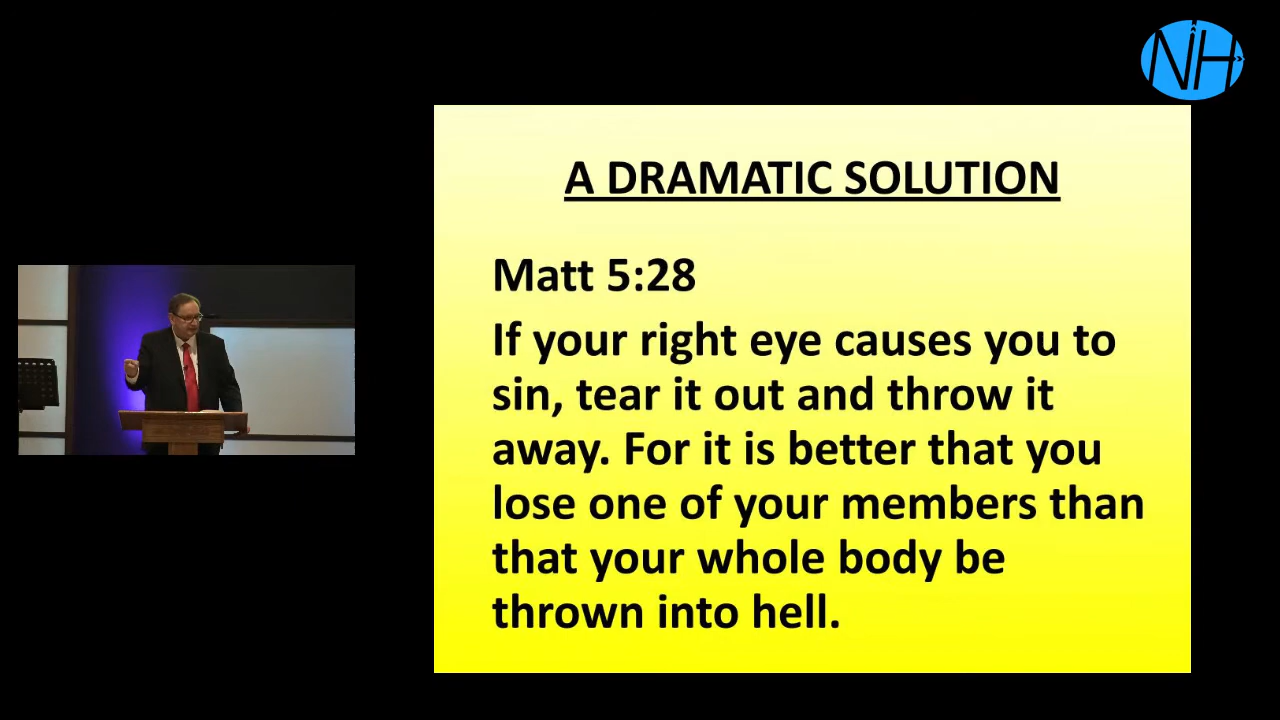 NH
A DRAMATIC SOLUTION
Matt 5:28
If your right eye causes you to
sin, tear it out and throw it
away. For it is better that you
lose one of your members than
that your whole body be
thrown into hell.